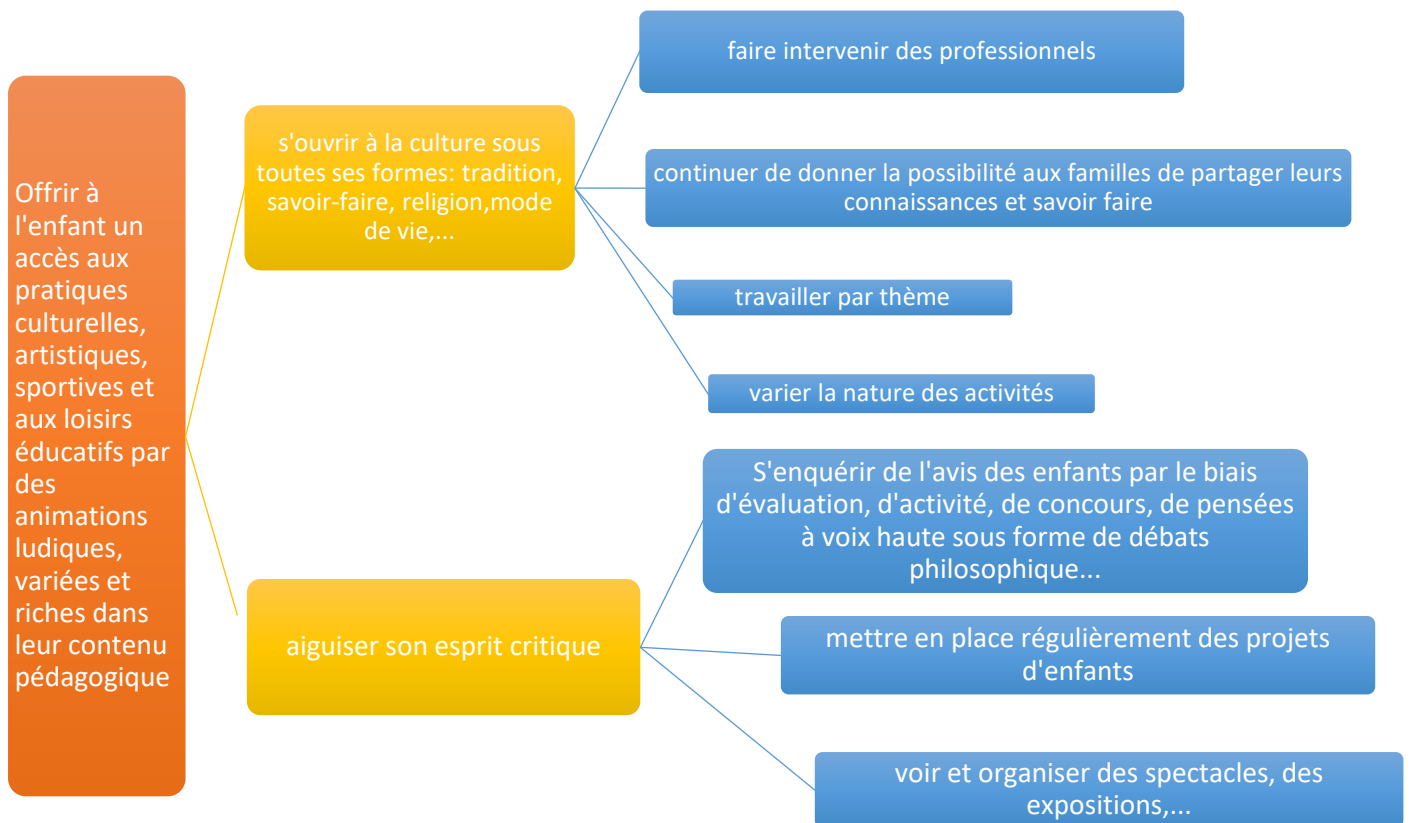 Offrir à
l'enfant un
accès aux
pratiques
culturelles,
artistiques,
sportives et
aux loisirs
éducatifs par
des
animations
ludiques,
variées et
riches dans
leur contenu
pédagogique
s'ouvrir à la culture sous
toutes ses formes: tradition,
savoir-faire, religion,mode
de vie,...
faire intervenir des professionnels
continuer de donner la possibilité aux familles de partager leurs
connaissances et savoir faire
travailler par thème
varier la nature des activités
aiguiser son esprit critique
S'enquérir de l'avis des enfants par le biais
d'évaluation, d'activité, de concours, de pensées
à voix haute sous forme de débats
philosophique...
mettre en place régulièrement des projets
d'enfants
voir et organiser des spectacles, des
expositions,...